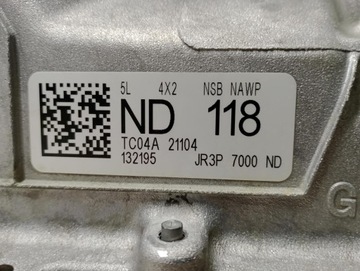 5L 4X2 NSB NAWP
ND 118
TC04A 21104
132195 JR3P 7000 ND
G